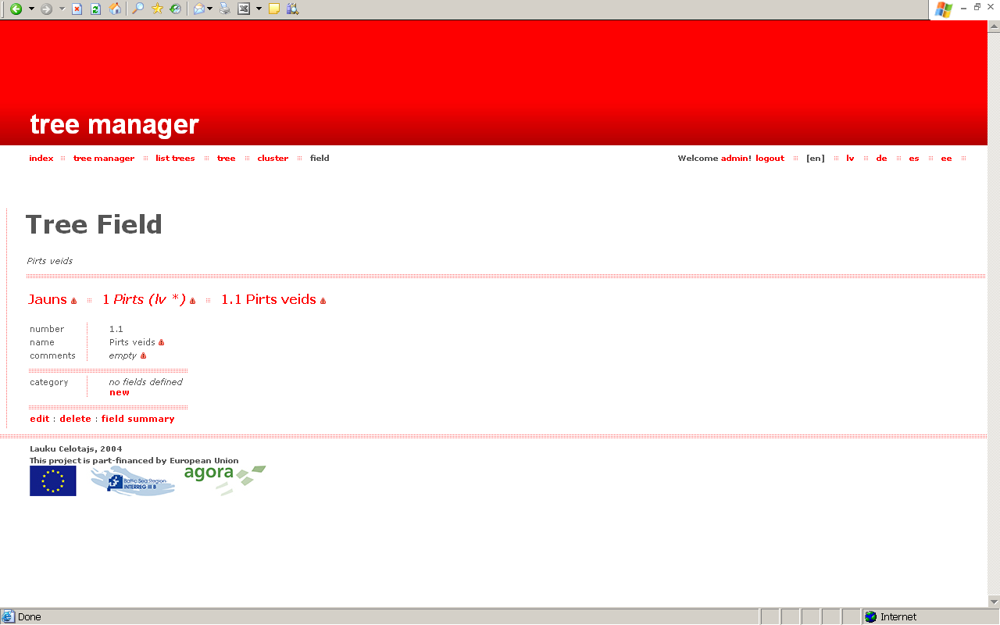 tree manager
index tree manager list trees tree cluster field Welcome admin! logout [en] lv de es ee
Tree Field
Pirts veids
Jauns 1 Pirts (lv *) 1.1 Pirts veids
number 1.1
name Pirts veids
comments empty
category no fields defined
new
edit : delete : field summary
Lauku Celotajs, 2004
This project is part-financed by European Union
Baltic Sea Region
INTERREG III B
agora
Done Internet